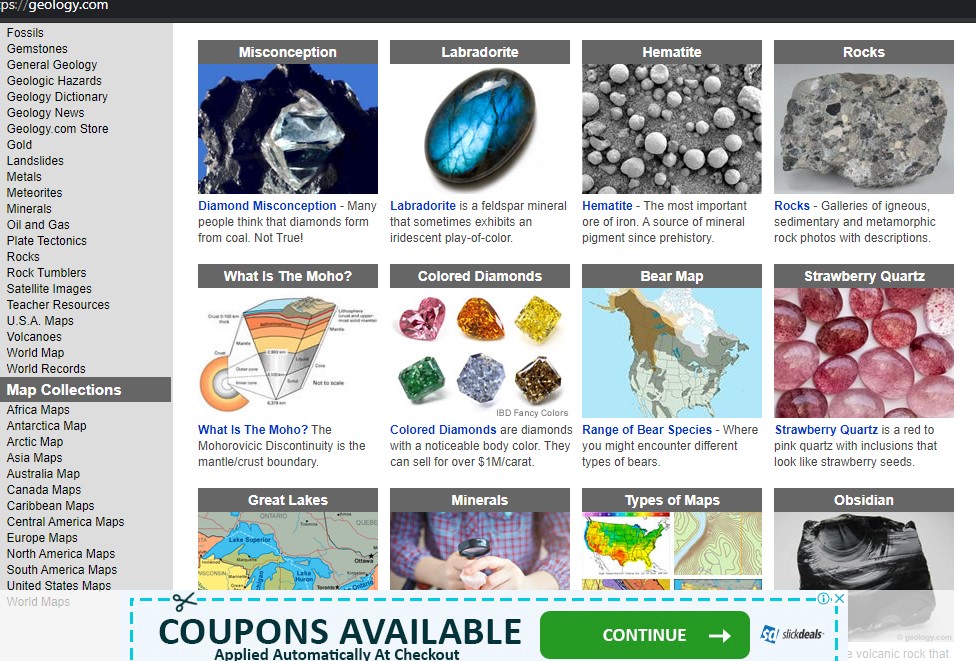 ps://geology.com
Fossils
Gemstones
General Geology
Geologic Hazards
Geology Dictionary
Geology News
Geology.com Store
Gold
Landslides
Metals
Meteorites
Minerals
Oil and Gas
Plate Tectonics
Rocks
Rock Tumblers
Satellite Images
Teacher Resources
U.S.A. Maps
Volcanoes
World Map
World Records
Map Collections
Africa Maps
Antarctica Map
Arctic Map
Asia Maps
Australia Map
Canada Maps
Caribbean Maps
Central America Maps
Europe Maps
North America Maps
South America Maps
United States Maps
World Maps
Misconception
Diamond Misconception - Many
people think that diamonds form
from coal. Not True!
Labradorite
Labradorite is a feldspar mineral
that sometimes exhibits an
iridescent play-of-color.
Hematite
Hematite - The most important
ore of iron. A source of mineral
pigment since prehistory.
Rocks
Rocks - Galleries of igneous,
sedimentary and metamorphic
rock photos with descriptions.
What Is The Moho?
Crust 0-100 km
thick
Lithosphere
(crust and upper-
most solid mantle)
Asthenosphere
Mantle
Mantle
Crust
2,900 km
Liquid
Outer core
Core
Inner core
Solid
Not to scale
6,378 km
What Is The Moho? The
Mohorovicic Discontinuity is the
mantle/crust boundary.
Colored Diamonds
IBD Fancy Colors
Colored Diamonds are diamonds
with a noticeable body color. They
can sell for over $1M/carat.
Bear Map
Range of Bear Species - Where
you might encounter different
types of bears.
Strawberry Quartz
Strawberry Quartz is a red to
pink quartz with inclusions that
look like strawberry seeds.
Great Lakes
ONTARIO
QUEBE
Lake Superior
Marquette
Ottawa
WISCONSIN
Lake
Huron
Kingston
Green
Toronto
Michigan
Minerals
Types of Maps
Obsidian
© geology.com
e volcanic rock that
COUPONS AVAILABLE
Applied Automatically At Checkout
CONTINUE
sd slickdeals